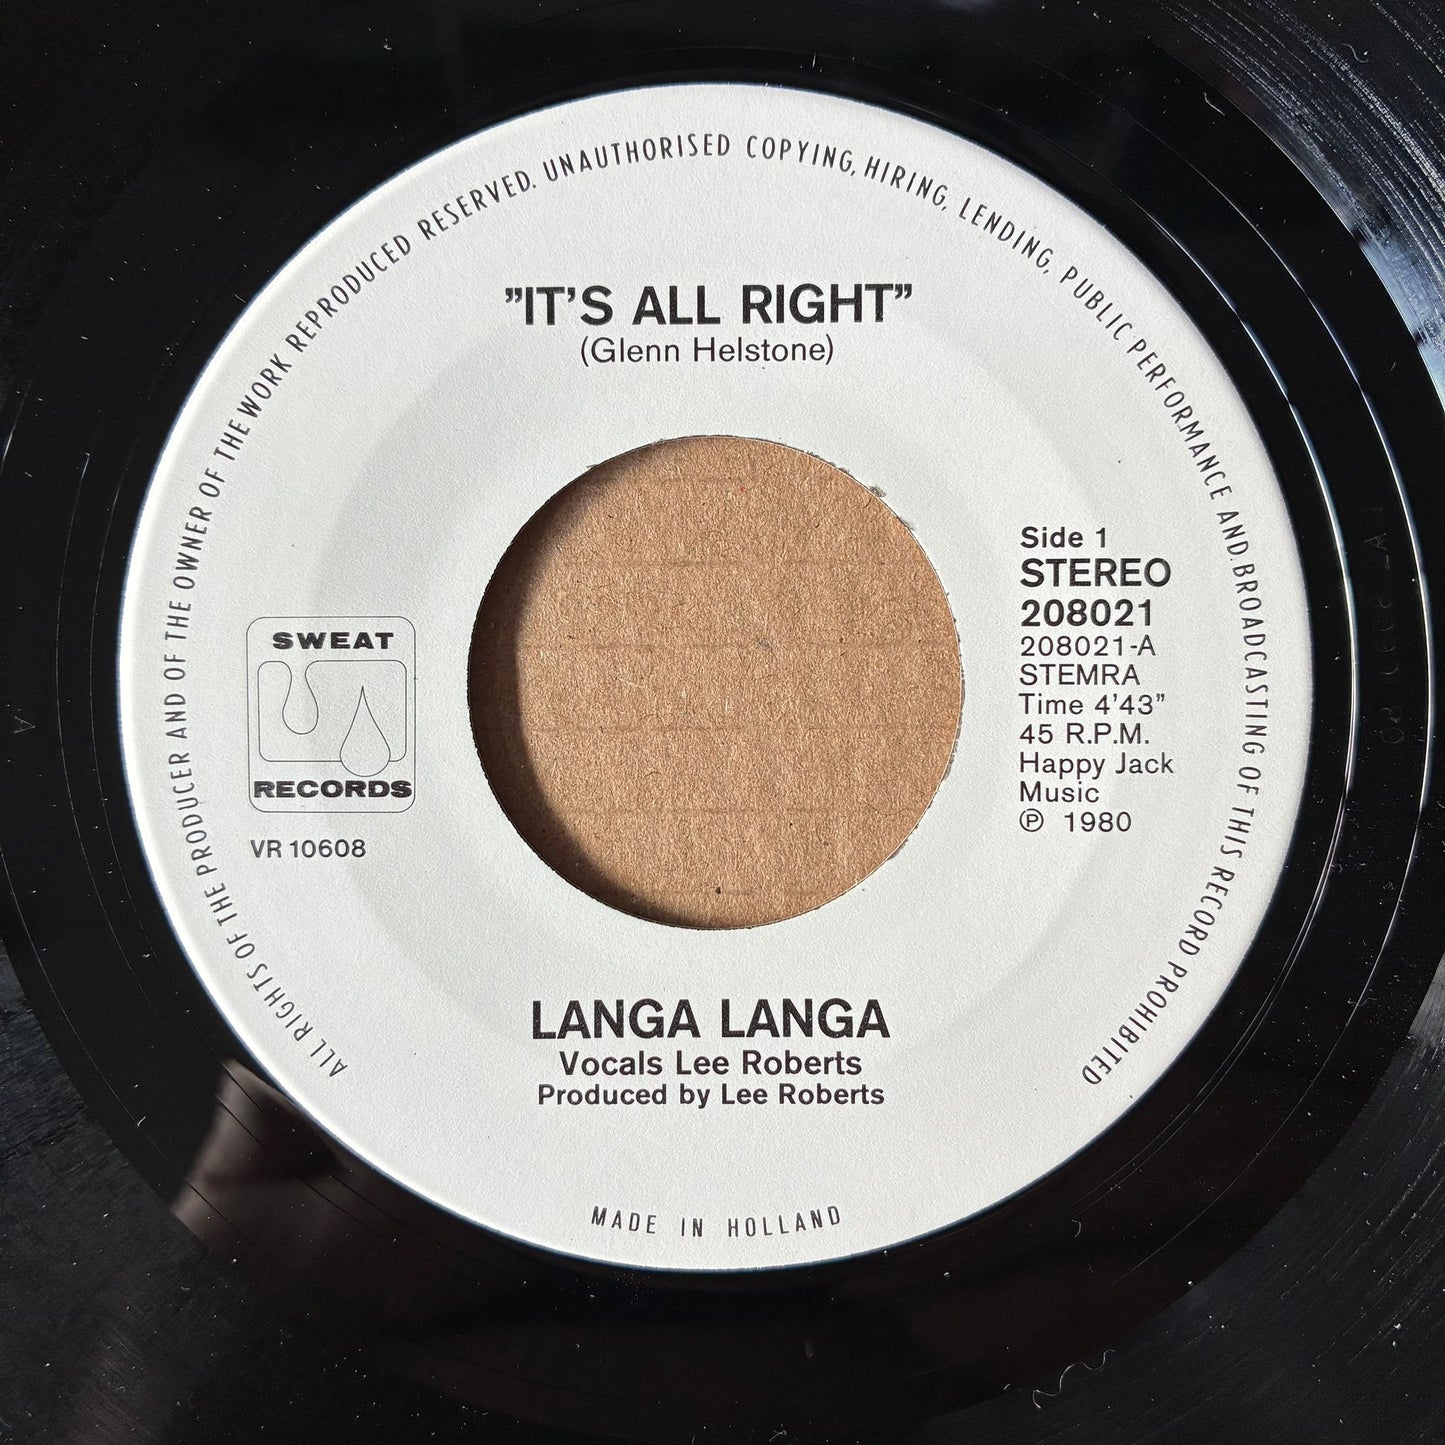 ALL RIGHTS OF THE PRODUCER AND OF THE OWNER OF THE WORK REPRODUCED RESERVED. UNAUTHORISED COPYING, HIRING, LENDING, PUBLIC PERFORMANCE AND BROADCASTING OF THIS RECORD PROHIBITED
”IT’S ALL RIGHT”
(Glenn Helstone)
SWEAT
RECORDS
VR 10608
Side 1
STEREO
208021
208021-A
STEMRA
Time 4’43”
45 R.P.M.
Happy Jack
Music
℗ 1980
LANGA LANGA
Vocals Lee Roberts
Produced by Lee Roberts
MADE IN HOLLAND
A